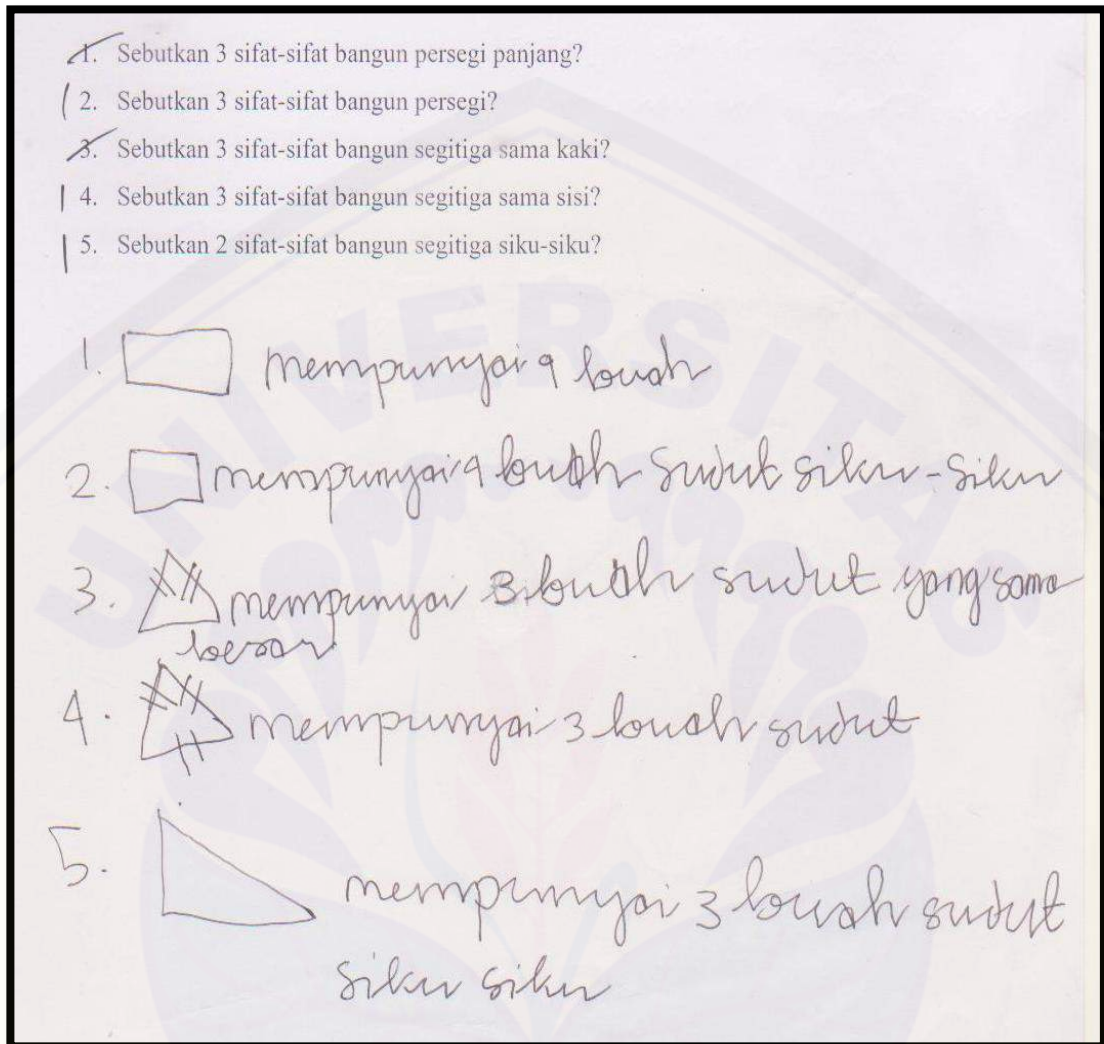 1. Sebutkan 3 sifat-sifat bangun persegi panjang?
2. Sebutkan 3 sifat-sifat bangun persegi?
3. Sebutkan 3 sifat-sifat bangun segitiga sama kaki?
4. Sebutkan 3 sifat-sifat bangun segitiga sama sisi?
5. Sebutkan 2 sifat-sifat bangun segitiga siku-siku?
UNIVERSITAS
1. mempunyai 4 buah
2. mempunyai 4 buah sudut siku-siku
3. mempunyai 3 buah sudut yang sama
besar
4. mempunyai 3 buah sudut
5. mempunyai 3 buah sudut
siku siku